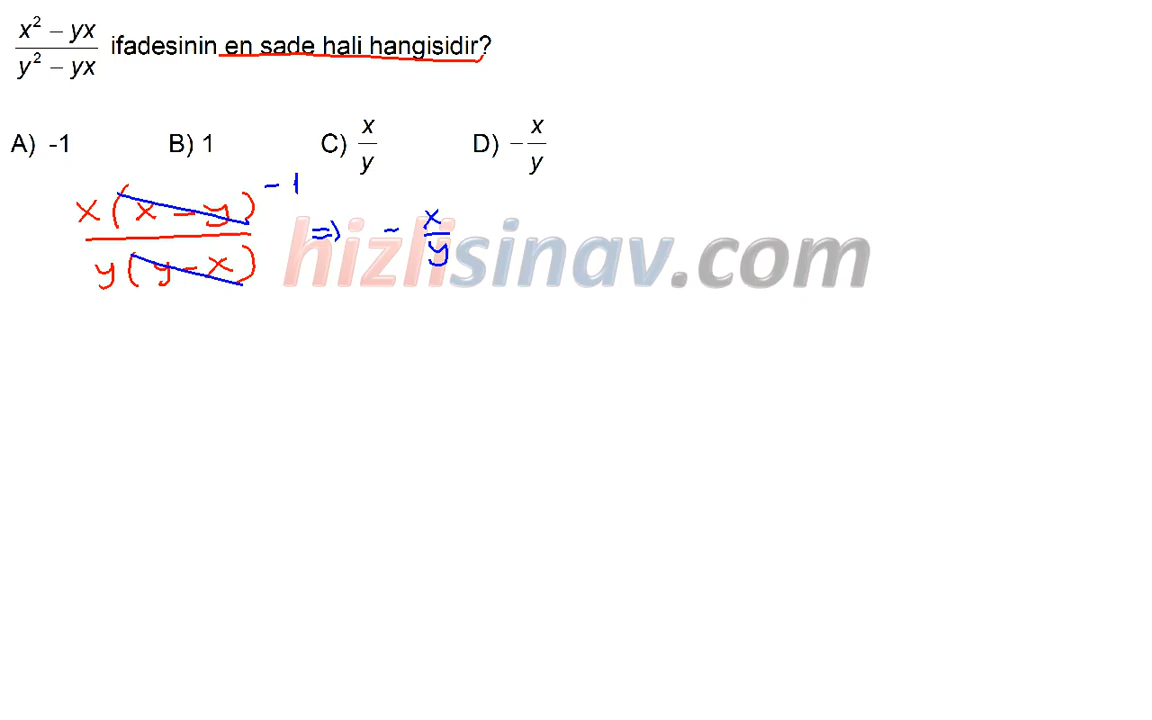 x² − yx / y² − yx ifadesinin en sade hali hangisidir?
A) -1 B) 1 C) x/y D) − x/y
x(x − y) / y(y − x) −1 ⇒ − x/y
hizlisinav.com